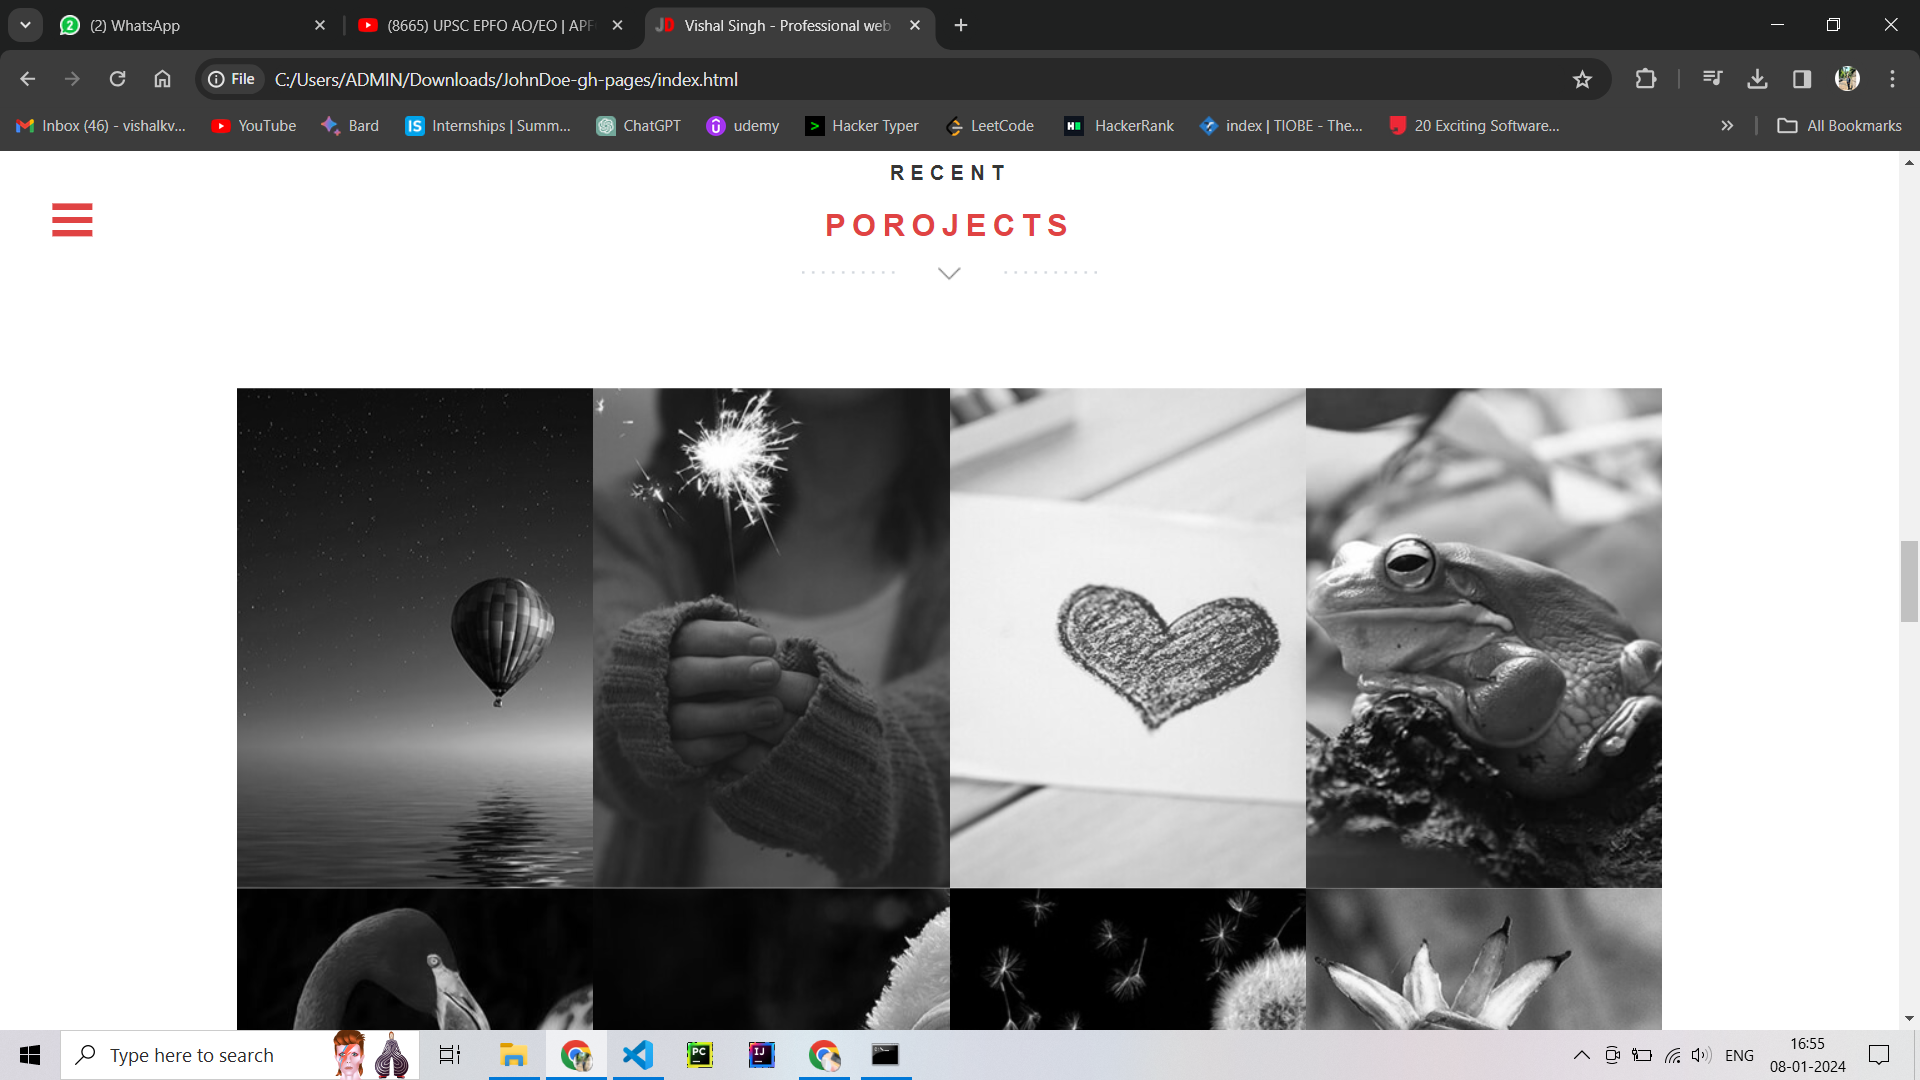 (2) WhatsApp
(8665) UPSC EPFO AO/EO | APF
Vishal Singh - Professional web
File
C:/Users/ADMIN/Downloads/JohnDoe-gh-pages/index.html
Inbox (46) - vishalkv...
YouTube
Bard
Internships | Summ...
ChatGPT
udemy
Hacker Typer
LeetCode
HackerRank
index | TIOBE - The...
20 Exciting Software...
All Bookmarks
RECENT
POROJECTS
Type here to search
ENG
16:55
08-01-2024